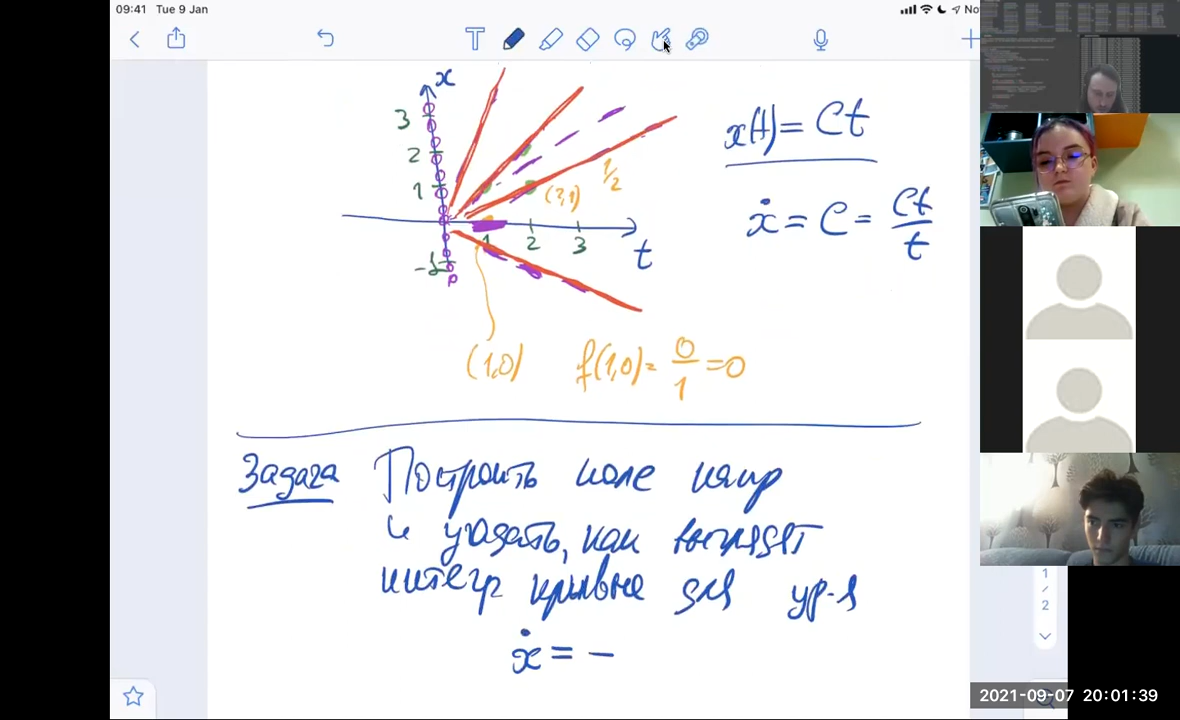 09:41 Tue 9 Jan
x
3
2
1
-1
1 2 3
t
1/2
(2,1)
x(t) = Ct
ẋ = C = Ct/t
(1,0) f(1,0) = 0/1 = 0
Задача Построить поле напр
и указать, как выглядят
интегр кривые для ур-я
ẋ = –
1
/
2
2021-09-07 20:01:39